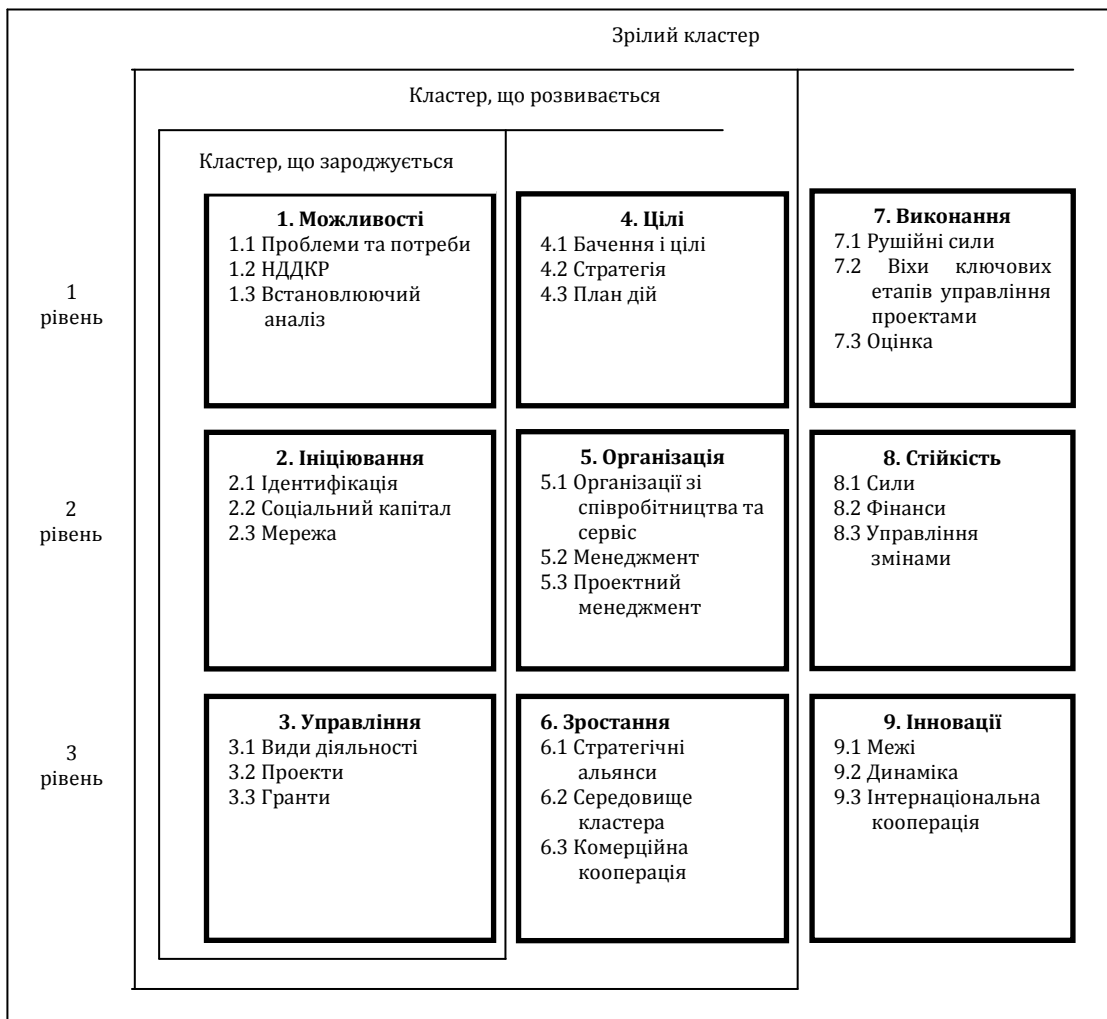 Зрілий кластер
Кластер, що розвивається
Кластер, що зароджується
1
рівень
1. Можливості
1.1 Проблеми та потреби
1.2 НДДКР
1.3 Встановлюючий
аналіз
4. Цілі
4.1 Бачення і цілі
4.2 Стратегія
4.3 План дій
7. Виконання
7.1 Рушійні сили
7.2 Віхи ключових
етапів управління
проектами
7.3 Оцінка
2
рівень
2. Ініціювання
2.1 Ідентифікація
2.2 Соціальний капітал
2.3 Мережа
5. Організація
5.1 Організації зі
співробітництва та
сервіс
5.2 Менеджмент
5.3 Проектний
менеджмент
8. Стійкість
8.1 Сили
8.2 Фінанси
8.3 Управління
змінами
3
рівень
3. Управління
3.1 Види діяльності
3.2 Проекти
3.3 Гранти
6. Зростання
6.1 Стратегічні
альянси
6.2 Середовище
кластера
6.3 Комерційна
кооперація
9. Інновації
9.1 Межі
9.2 Динаміка
9.3 Інтернаціональна
кооперація